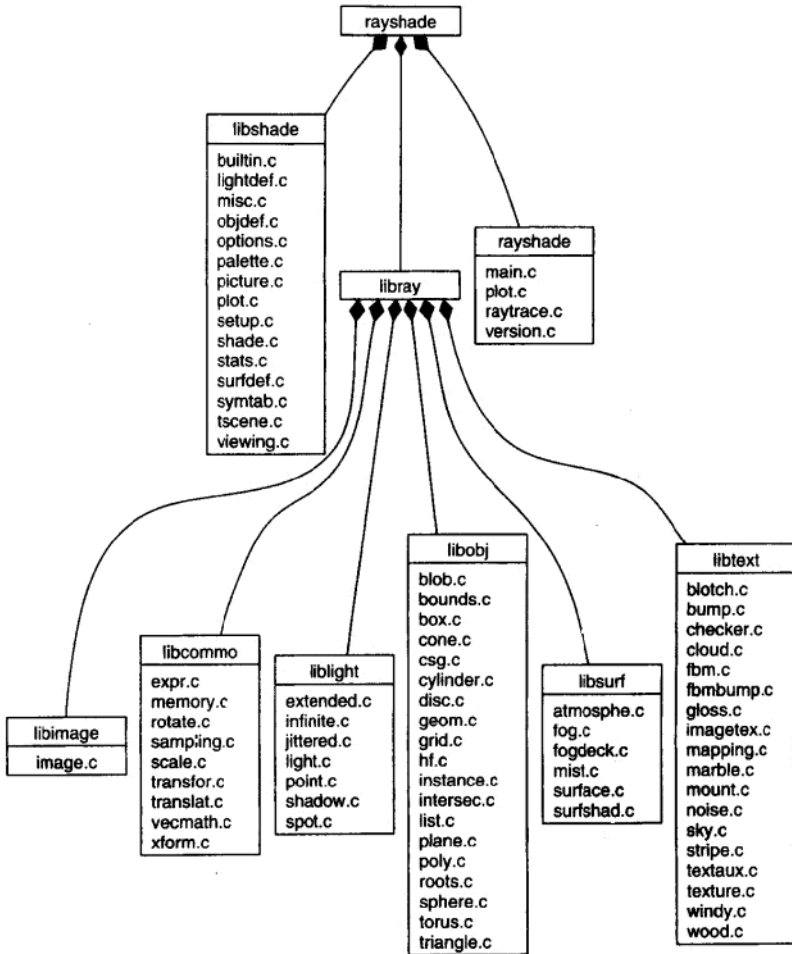 rayshade
libshade
builtin.c
lightdef.c
misc.c
objdef.c
options.c
palette.c
picture.c
plot.c
setup.c
shade.c
stats.c
surfdef.c
symtab.c
tscene.c
viewing.c
rayshade
main.c
plot.c
raytrace.c
version.c
libray
libimage
image.c
libcommo
expr.c
memory.c
rotate.c
sampling.c
scale.c
transfor.c
translat.c
vecmath.c
xform.c
liblight
extended.c
infinite.c
jittered.c
light.c
point.c
shadow.c
spot.c
libobj
blob.c
bounds.c
box.c
cone.c
csg.c
cylinder.c
disc.c
geom.c
grid.c
hf.c
instance.c
intersec.c
list.c
plane.c
poly.c
roots.c
sphere.c
torus.c
triangle.c
libsurf
atmosphe.c
fog.c
fogdeck.c
mist.c
surface.c
surfshad.c
libtext
blotch.c
bump.c
checker.c
cloud.c
fbm.c
fbmbump.c
gloss.c
imagetex.c
mapping.c
marble.c
mount.c
noise.c
sky.c
stripe.c
textaux.c
texture.c
windy.c
wood.c